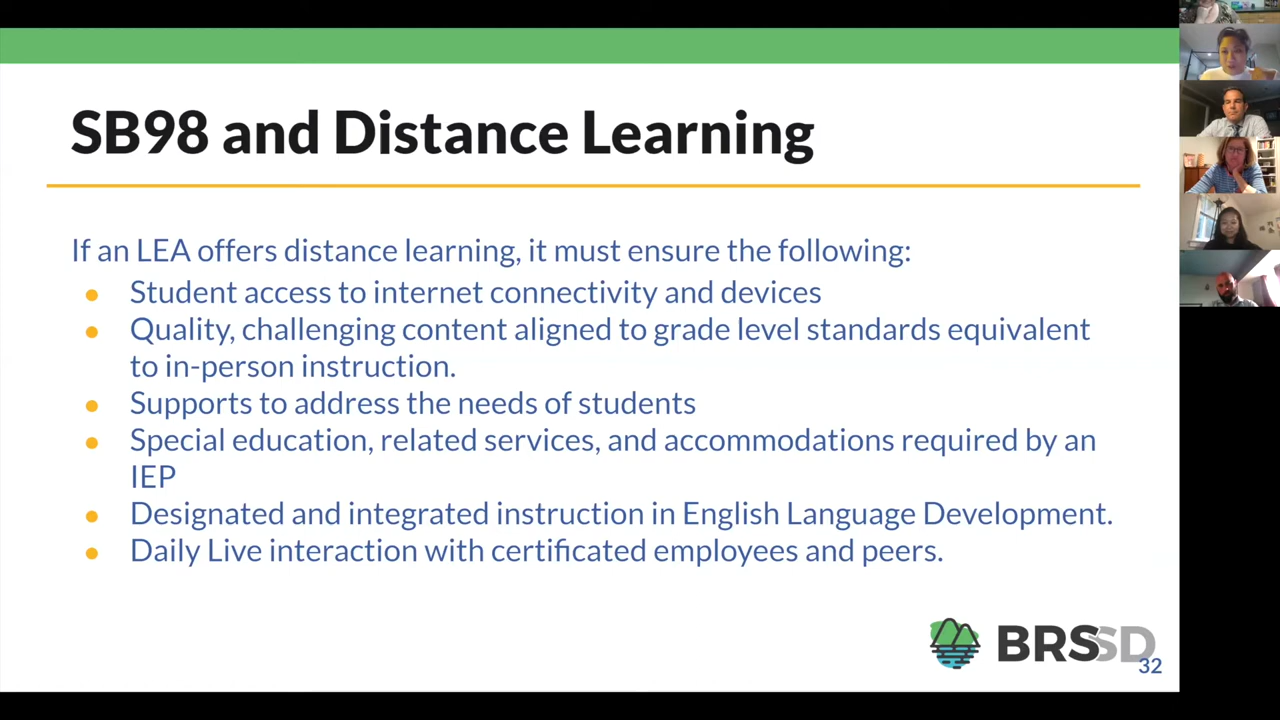 SB98 and Distance Learning
If an LEA offers distance learning, it must ensure the following:
● Student access to internet connectivity and devices
● Quality, challenging content aligned to grade level standards equivalent
to in-person instruction.
● Supports to address the needs of students
● Special education, related services, and accommodations required by an
IEP
● Designated and integrated instruction in English Language Development.
● Daily Live interaction with certificated employees and peers.
BRSSD
32